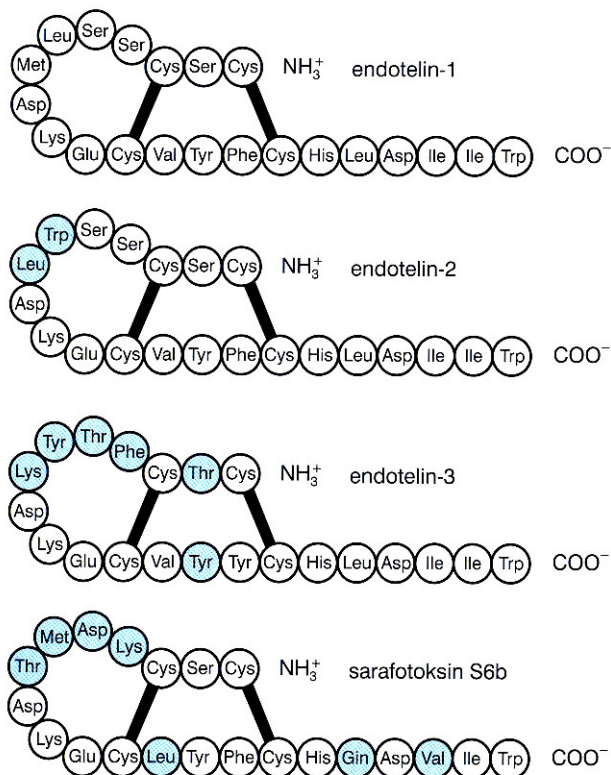 Leu Ser Ser
Met Cys Ser Cys NH₃⁺ endotelin-1
Asp
Lys
Glu Cys Val Tyr Phe Cys His Leu Asp Ile Ile Trp COO⁻
Trp Ser Ser
Leu Cys Ser Cys NH₃⁺ endotelin-2
Asp
Lys
Glu Cys Val Tyr Phe Cys His Leu Asp Ile Ile Trp COO⁻
Tyr Thr Phe
Lys Cys Thr Cys NH₃⁺ endotelin-3
Asp
Lys
Glu Cys Val Tyr Tyr Cys His Leu Asp Ile Ile Trp COO⁻
Met Asp Lys
Thr Cys Ser Cys NH₃⁺ sarafotoksin S6b
Asp
Lys
Glu Cys Leu Tyr Phe Cys His Gin Asp Val Ile Trp COO⁻